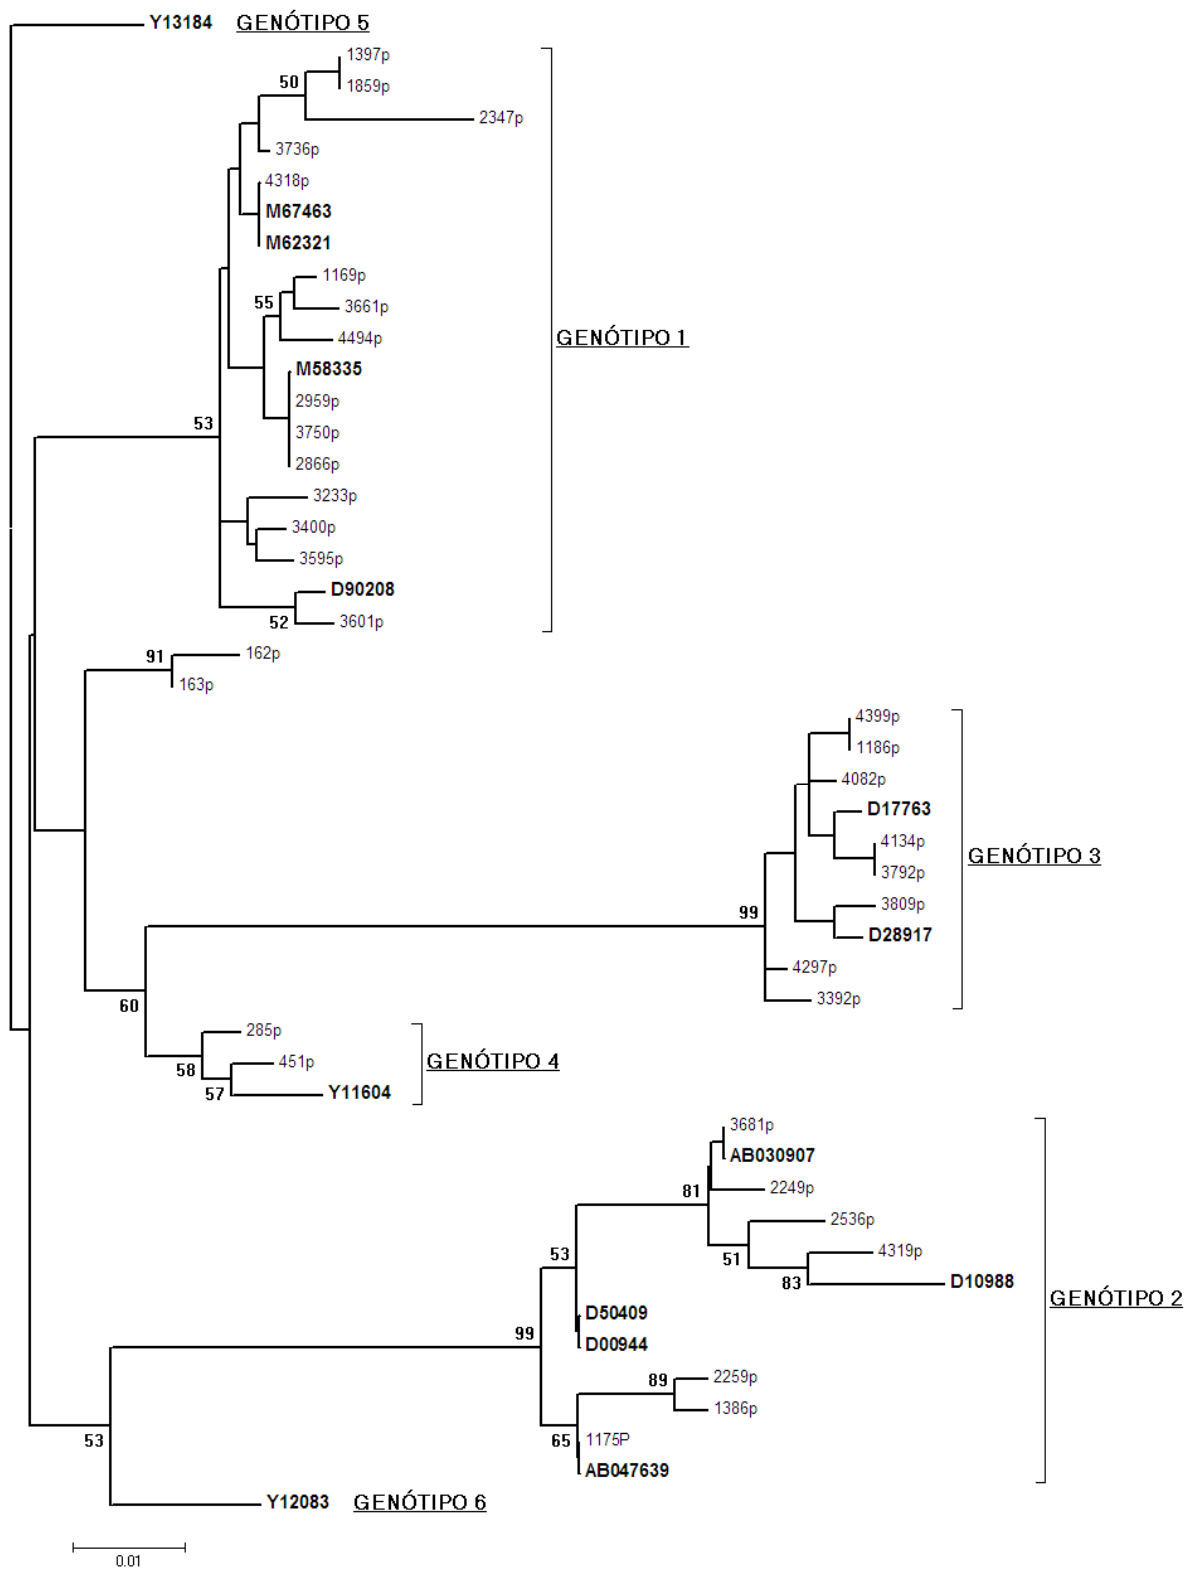 Y13184 GENÓTIPO 5
1397p
50
1859p
2347p
3736p
4318p
M67463
M62321
1169p
55
3661p
4494p
GENÓTIPO 1
M58335
2959p
53
3750p
2866p
3233p
3400p
3595p
D90208
52
3601p
91
162p
163p
4399p
1186p
4082p
D17763
4134p
GENÓTIPO 3
3792p
3809p
99
D28917
4297p
3392p
60
285p
451p
GENÓTIPO 4
58
57
Y11604
3681p
AB030907
81
2249p
2536p
53
51
4319p
83
D10988
GENÓTIPO 2
D50409
99
D00944
89
2259p
1386p
53
65
1175P
AB047639
Y12083 GENÓTIPO 6
0.01